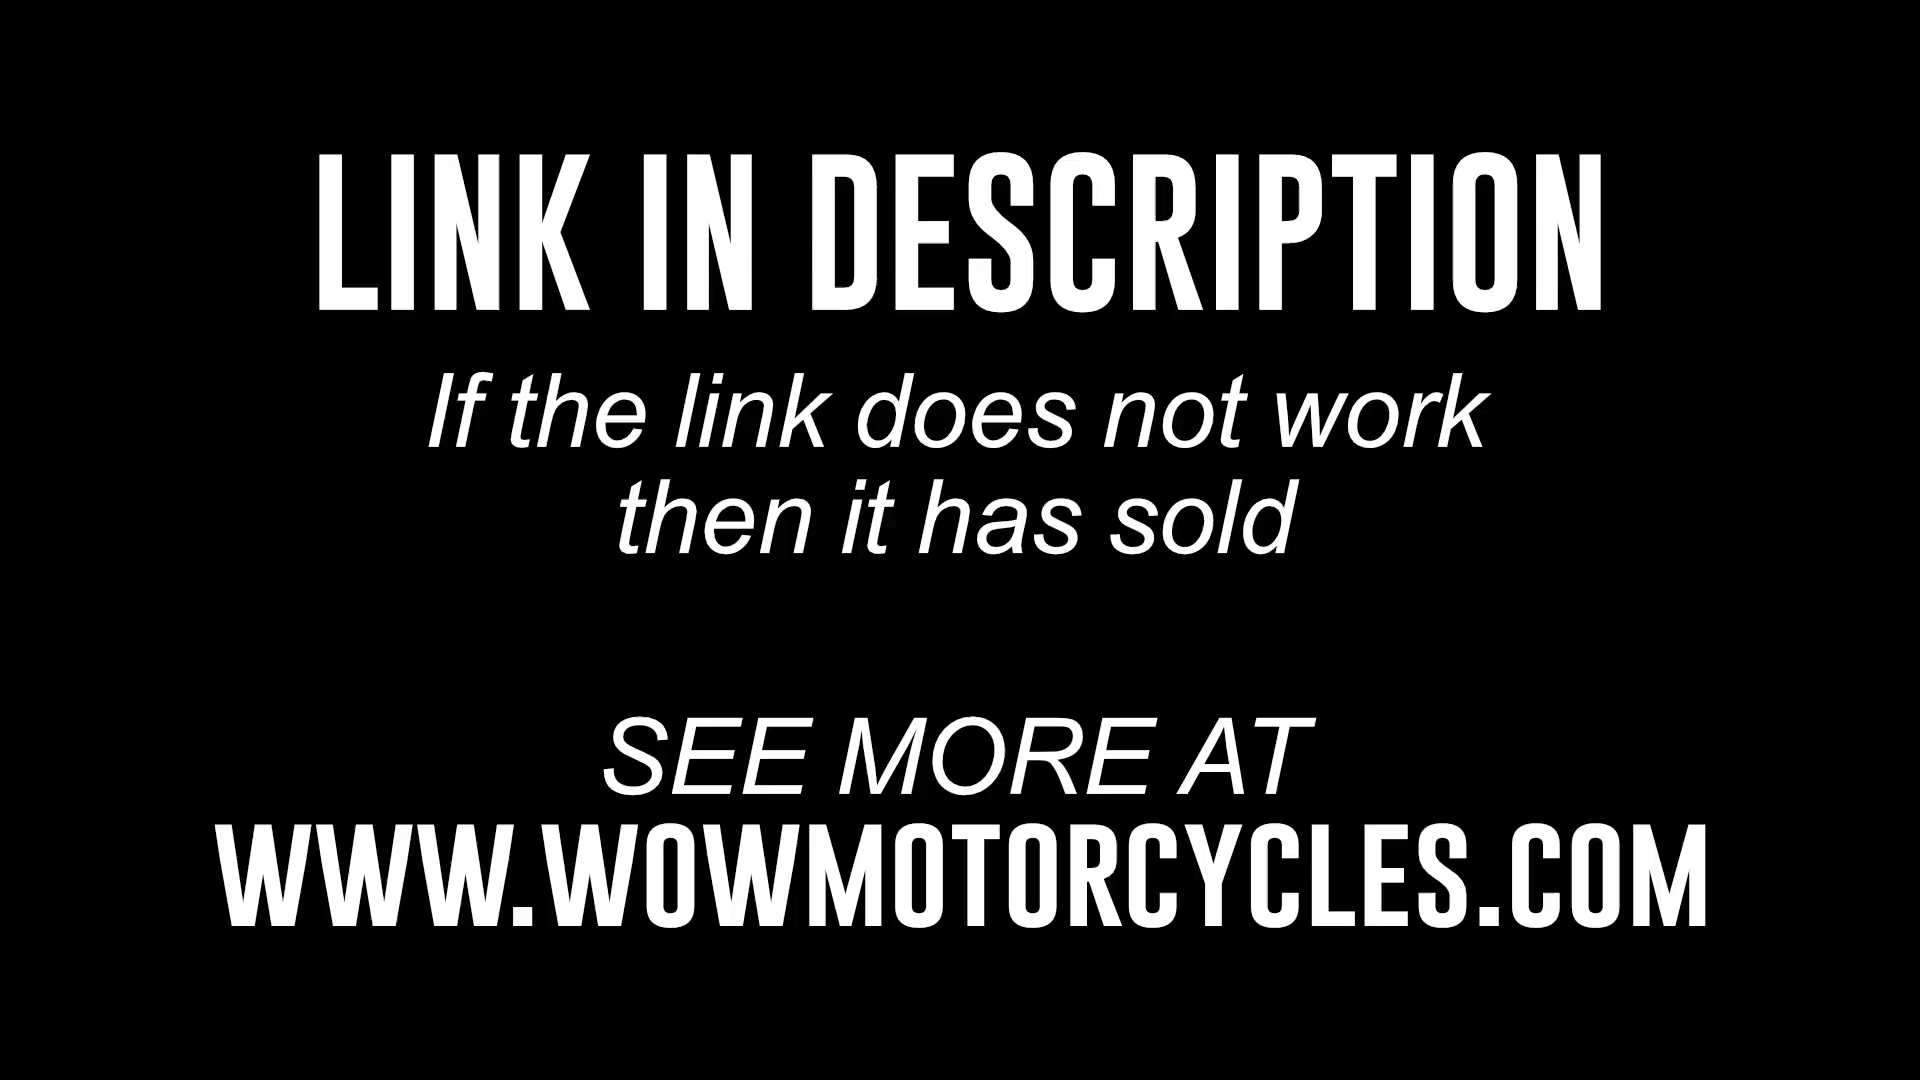 LINK IN DESCRIPTION
If the link does not work
then it has sold
SEE MORE AT
WWW.WOWMOTORCYCLES.COM